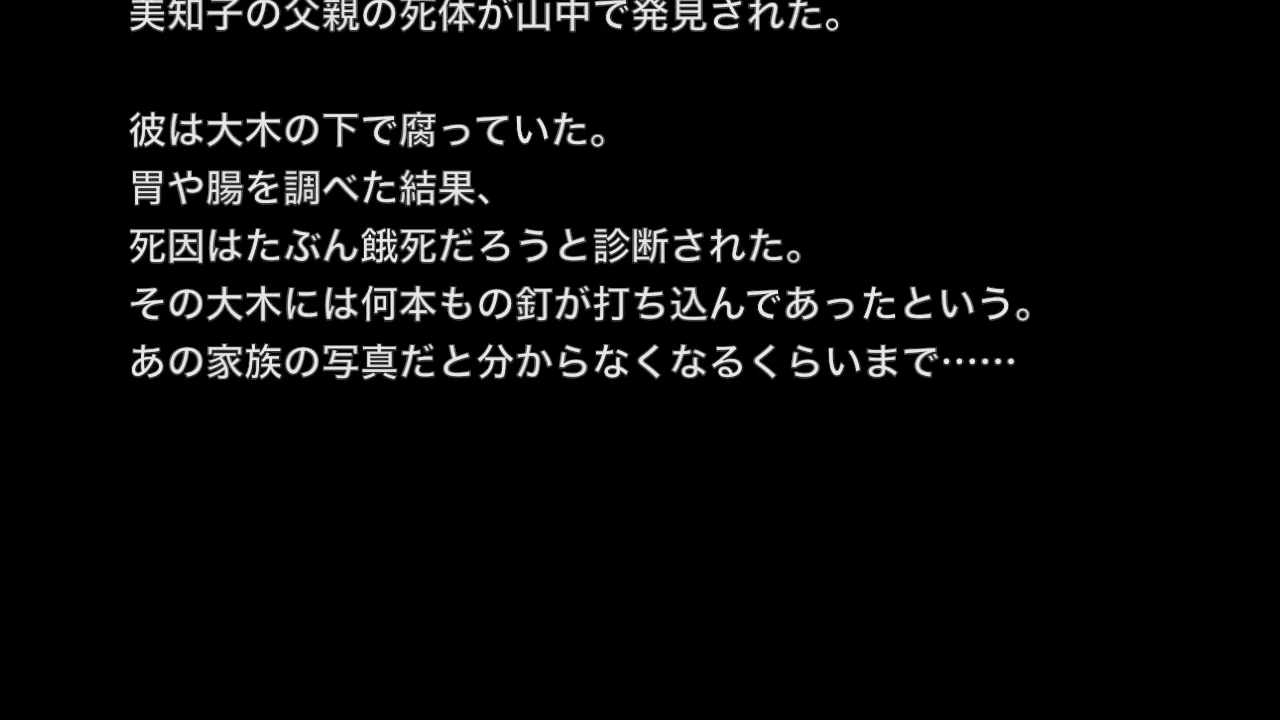 美知子の父親の死体が山中で発見された。
彼は大木の下で腐っていた。
胃や腸を調べた結果、
死因はたぶん餓死だろうと診断された。
その大木には何本もの釘が打ち込んであったという。
あの家族の写真だと分からなくなるくらいまで……